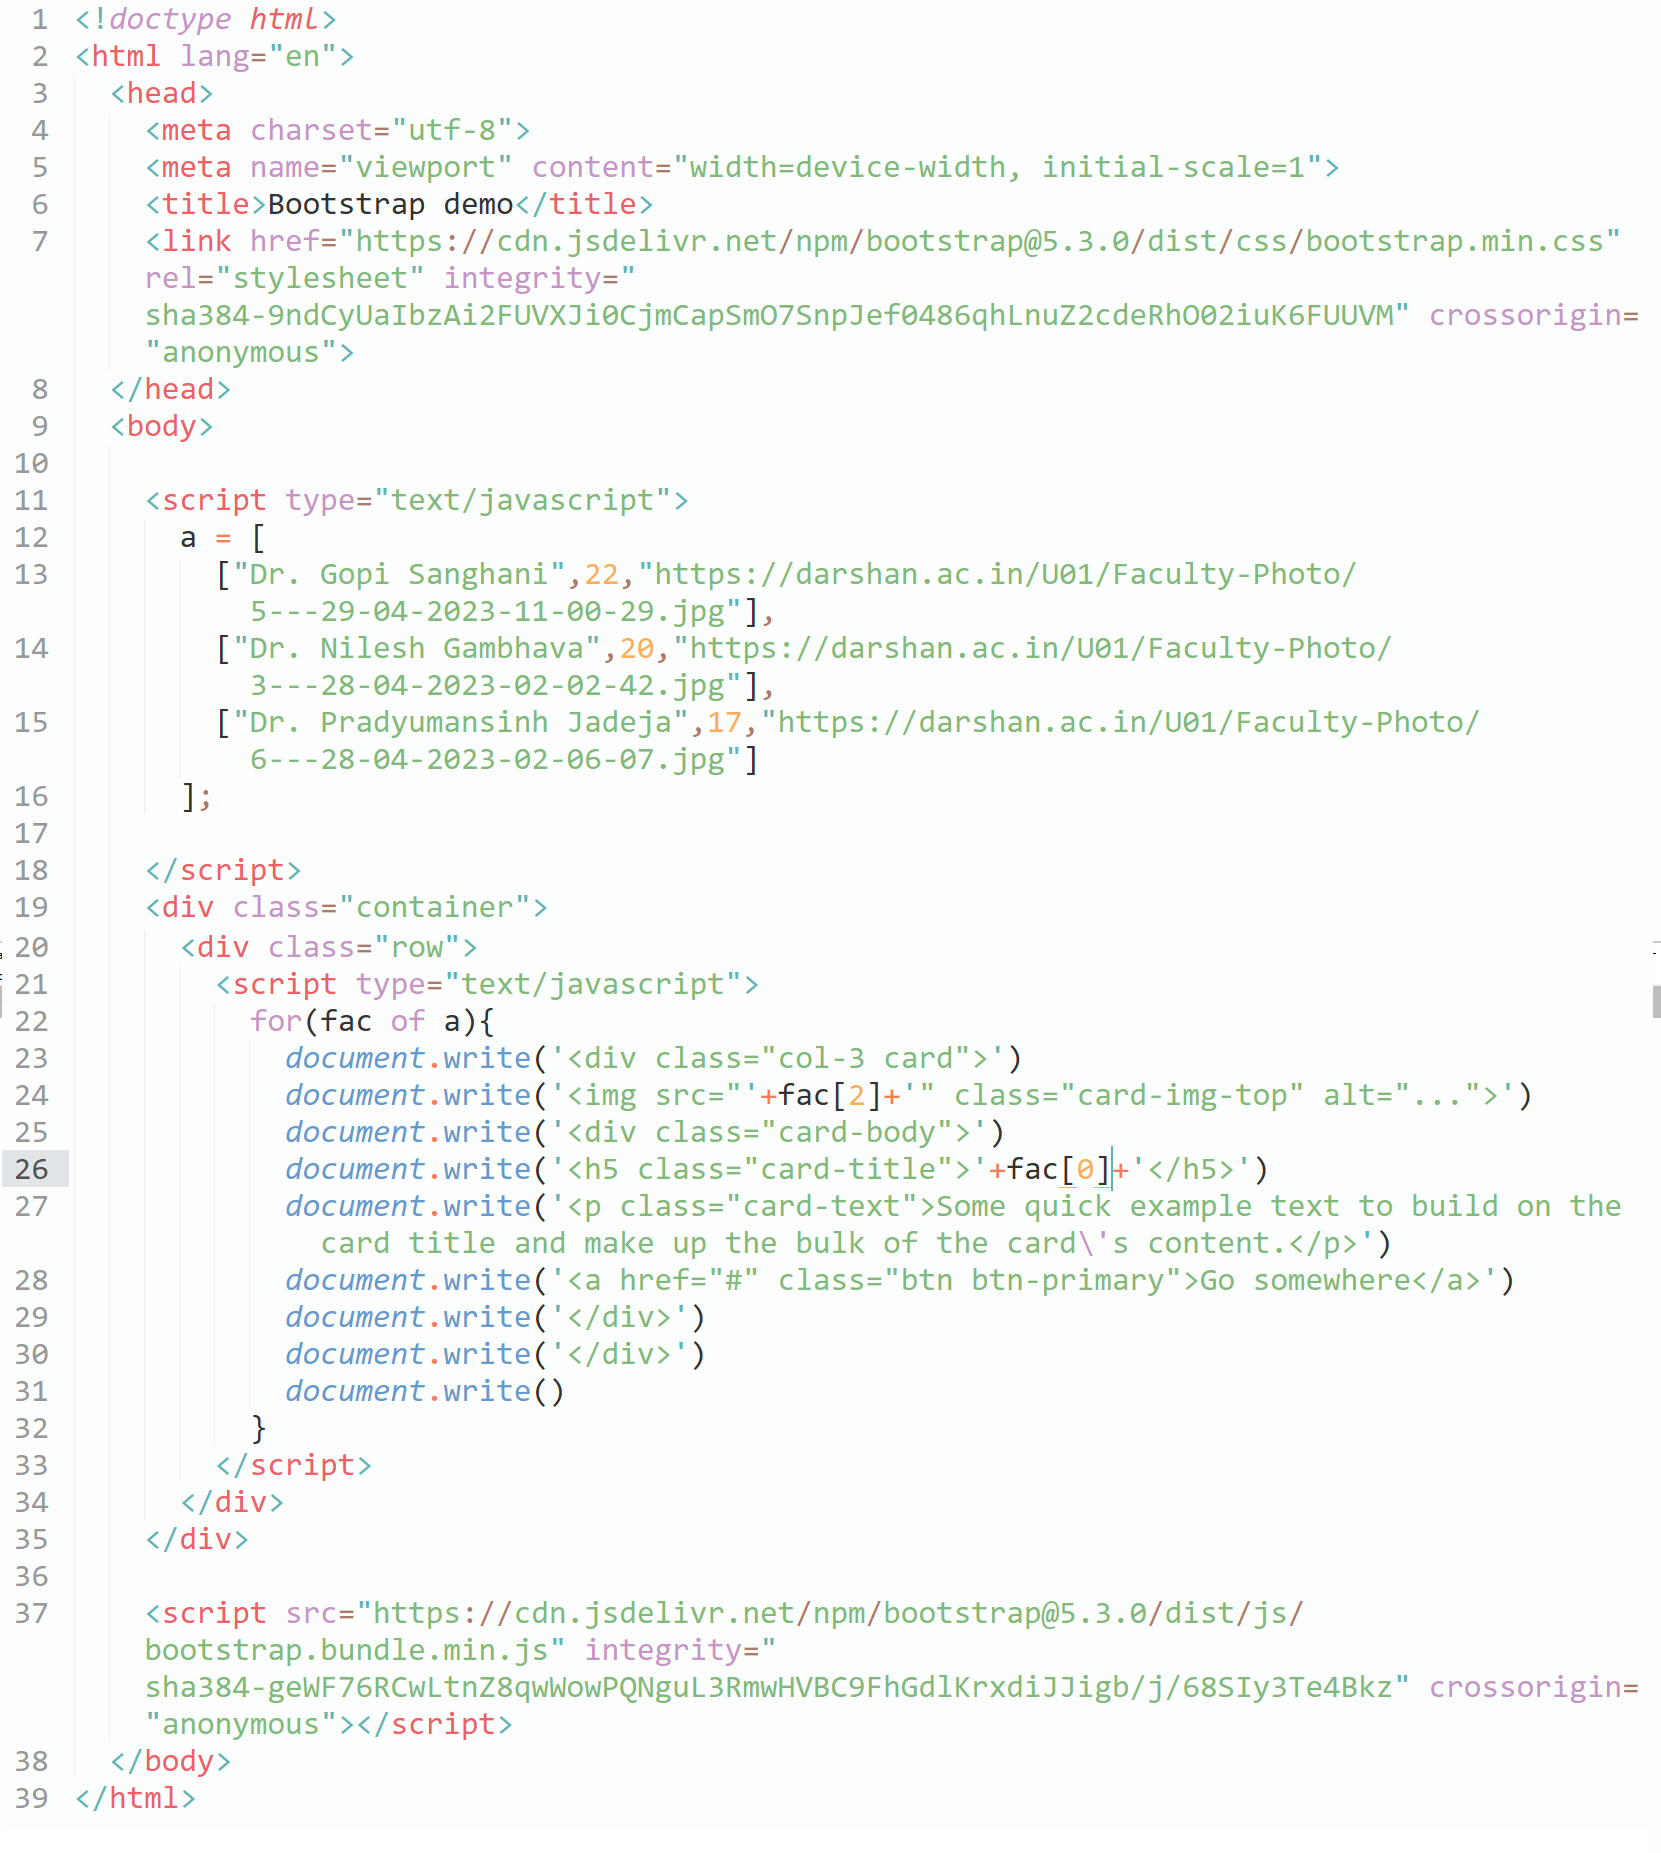 1 <!doctype html>
2 <html lang="en">
3 <head>
4 <meta charset="utf-8">
5 <meta name="viewport" content="width=device-width, initial-scale=1">
6 <title>Bootstrap demo</title>
7 <link href="https://cdn.jsdelivr.net/npm/bootstrap@5.3.0/dist/css/bootstrap.min.css"
rel="stylesheet" integrity="
sha384-9ndCyUaIbzAi2FUVXJi0CjmCapSmO7SnpJef0486qhLnuZ2cdeRhO02iuK6FUUVM" crossorigin=
"anonymous">
8 </head>
9 <body>
10
11 <script type="text/javascript">
12 a = [
13 ["Dr. Gopi Sanghani",22,"https://darshan.ac.in/U01/Faculty-Photo/
5---29-04-2023-11-00-29.jpg"],
14 ["Dr. Nilesh Gambhava",20,"https://darshan.ac.in/U01/Faculty-Photo/
3---28-04-2023-02-02-42.jpg"],
15 ["Dr. Pradyumansinh Jadeja",17,"https://darshan.ac.in/U01/Faculty-Photo/
6---28-04-2023-02-06-07.jpg"]
16 ];
17
18 </script>
19 <div class="container">
20 <div class="row">
21 <script type="text/javascript">
22 for(fac of a){
23 document.write('<div class="col-3 card">')
24 document.write('<img src="'+fac[2]+'" class="card-img-top" alt="...">')
25 document.write('<div class="card-body">')
26 document.write('<h5 class="card-title">'+fac[0]+'</h5>')
27 document.write('<p class="card-text">Some quick example text to build on the
card title and make up the bulk of the card\'s content.</p>')
28 document.write('<a href="#" class="btn btn-primary">Go somewhere</a>')
29 document.write('</div>')
30 document.write('</div>')
31 document.write()
32 }
33 </script>
34 </div>
35 </div>
36
37 <script src="https://cdn.jsdelivr.net/npm/bootstrap@5.3.0/dist/js/
bootstrap.bundle.min.js" integrity="
sha384-geWF76RCwLtnZ8qwWowPQNguL3RmwHVBC9FhGdlKrxdiJJigb/j/68SIy3Te4Bkz" crossorigin=
"anonymous"></script>
38 </body>
39 </html>